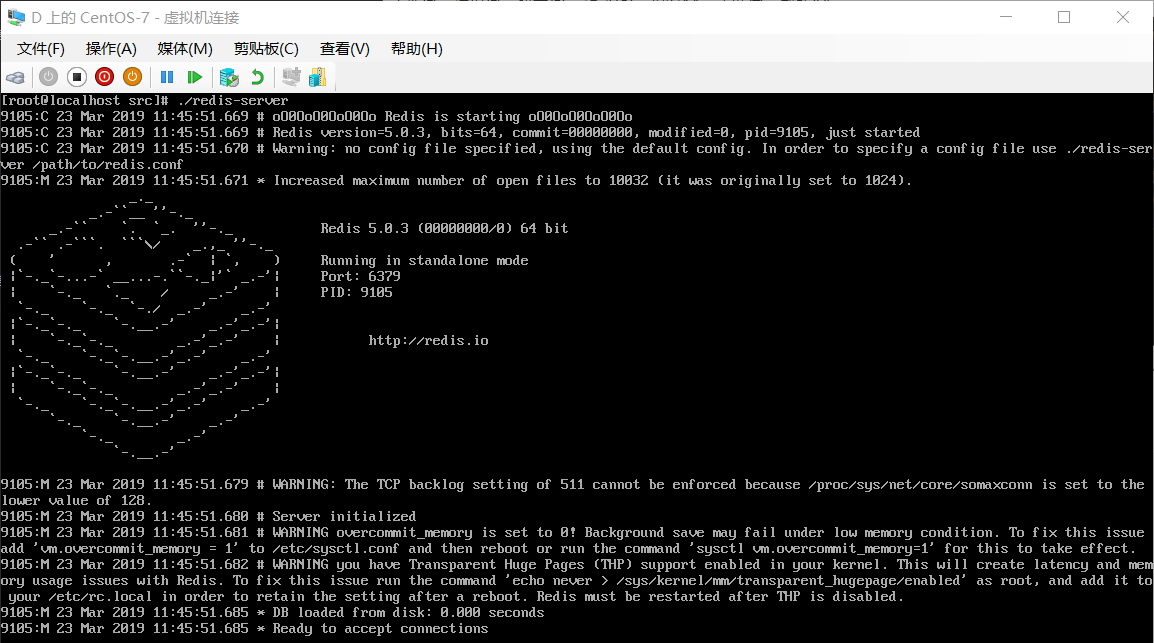 D 上的 CentOS-7 - 虚拟机连接
文件(F) 操作(A) 媒体(M) 剪贴板(C) 查看(V) 帮助(H)
[root@localhost src]# ./redis-server
9105:C 23 Mar 2019 11:45:51.669 # oO0OoO0OoO0Oo Redis is starting oO0OoO0OoO0Oo
9105:C 23 Mar 2019 11:45:51.669 # Redis version=5.0.3, bits=64, commit=00000000, modified=0, pid=9105, just started
9105:C 23 Mar 2019 11:45:51.670 # Warning: no config file specified, using the default config. In order to specify a config file use ./redis-ser
ver /path/to/redis.conf
9105:M 23 Mar 2019 11:45:51.671 * Increased maximum number of open files to 10032 (it was originally set to 1024).
Redis 5.0.3 (00000000/0) 64 bit
Running in standalone mode
Port: 6379
PID: 9105
http://redis.io
9105:M 23 Mar 2019 11:45:51.679 # WARNING: The TCP backlog setting of 511 cannot be enforced because /proc/sys/net/core/somaxconn is set to the
lower value of 128.
9105:M 23 Mar 2019 11:45:51.680 # Server initialized
9105:M 23 Mar 2019 11:45:51.681 # WARNING overcommit_memory is set to 0! Background save may fail under low memory condition. To fix this issue
add 'vm.overcommit_memory = 1' to /etc/sysctl.conf and then reboot or run the command 'sysctl vm.overcommit_memory=1' for this to take effect.
9105:M 23 Mar 2019 11:45:51.682 # WARNING you have Transparent Huge Pages (THP) support enabled in your kernel. This will create latency and mem
ory usage issues with Redis. To fix this issue run the command 'echo never > /sys/kernel/mm/transparent_hugepage/enabled' as root, and add it to
your /etc/rc.local in order to retain the setting after a reboot. Redis must be restarted after THP is disabled.
9105:M 23 Mar 2019 11:45:51.685 * DB loaded from disk: 0.000 seconds
9105:M 23 Mar 2019 11:45:51.685 * Ready to accept connections